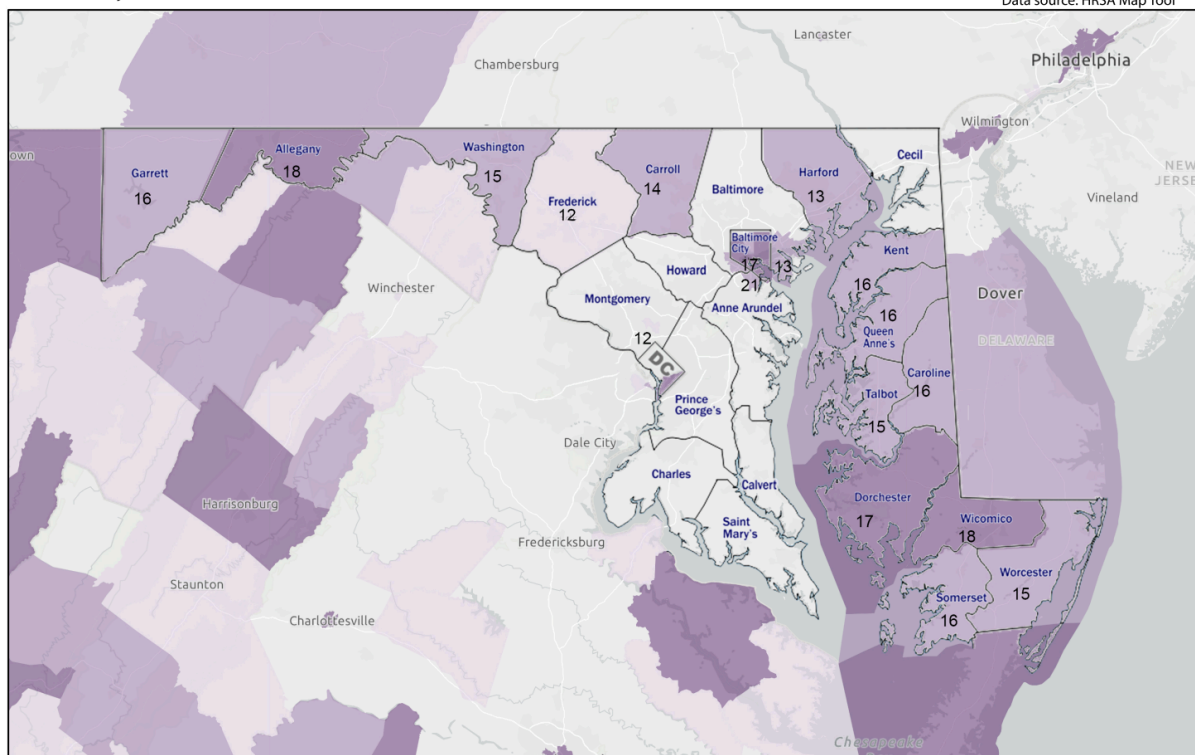 Data source: HRSA Map Tool
Lancaster
Chambersburg
Philadelphia
Wilmington
own
Garrett
16
Allegany
18
Washington
15
Frederick
12
Carroll
14
Baltimore
Harford
13
Cecil
NEW
JERSEY
Vineland
Baltimore
City
17
13
21
Kent
16
Howard
Montgomery
12
Anne Arundel
Winchester
16
Queen
Anne's
Dover
DELAWARE
Caroline
16
Talbot
15
DC
Prince
George's
Dale City
Charles
Calvert
Saint
Mary's
Dorchester
17
Wicomico
18
Worcester
15
Somerset
16
Harrisonburg
Fredericksburg
Staunton
Charlottesville
Chesapeake